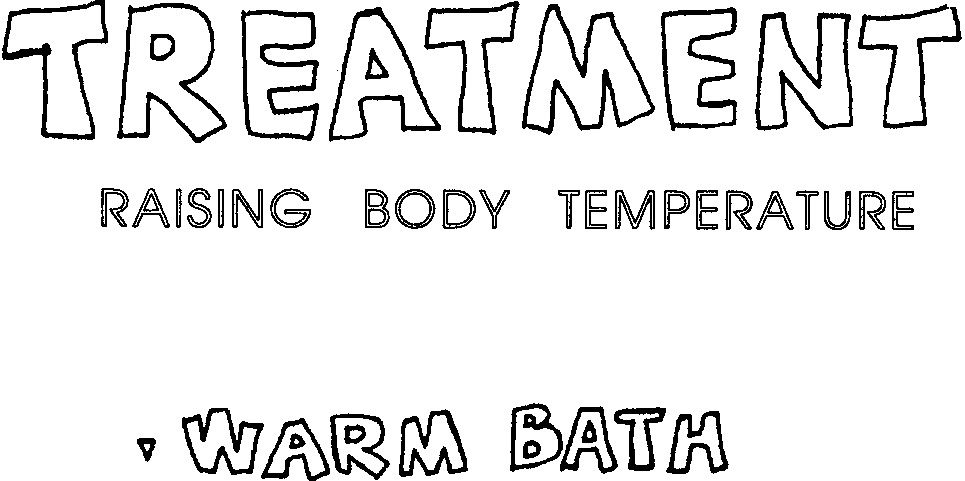 TREATMENT
RAISING BODY TEMPERATURE
▿ WARM BATH